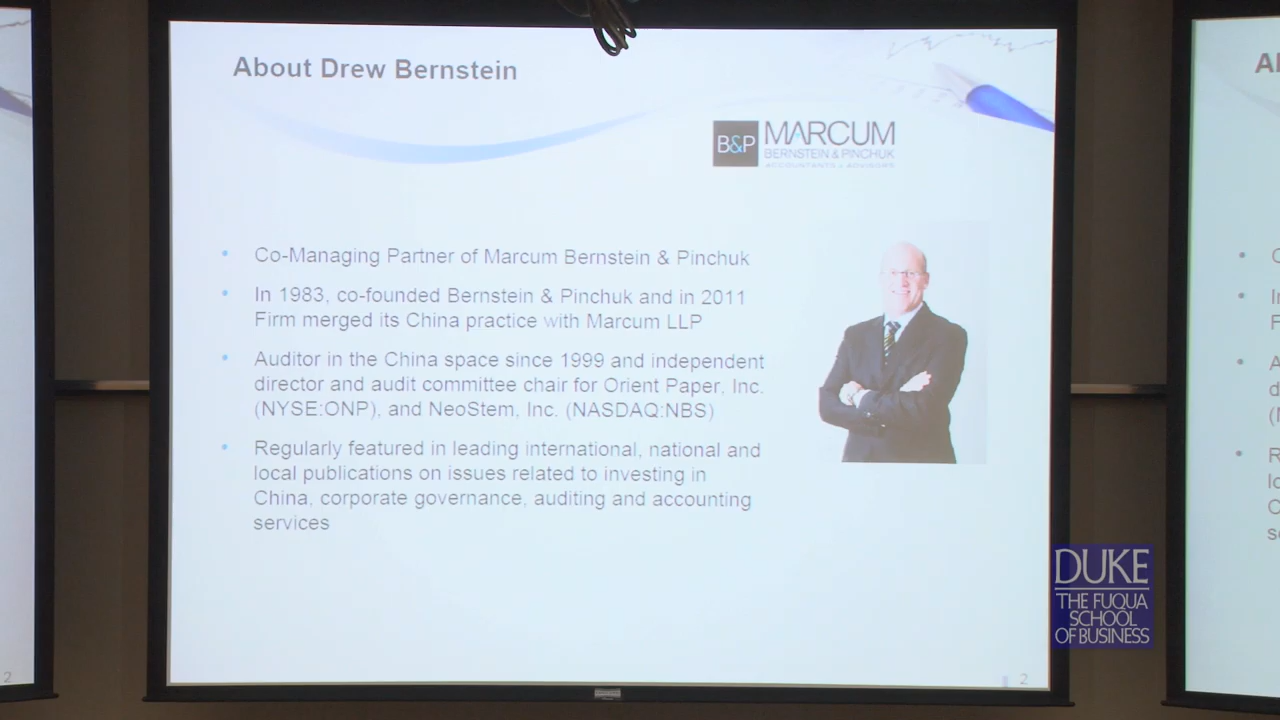 About Drew Bernstein
B&P
MARCUM
BERNSTEIN & PINCHUK
ACCOUNTANTS ▪ ADVISORS
• Co-Managing Partner of Marcum Bernstein & Pinchuk
• In 1983, co-founded Bernstein & Pinchuk and in 2011
Firm merged its China practice with Marcum LLP
• Auditor in the China space since 1999 and independent
director and audit committee chair for Orient Paper, Inc.
(NYSE:ONP), and NeoStem, Inc. (NASDAQ:NBS)
• Regularly featured in leading international, national and
local publications on issues related to investing in
China, corporate governance, auditing and accounting
services
2
2
DUKE
THE FUQUA
SCHOOL
OF BUSINESS